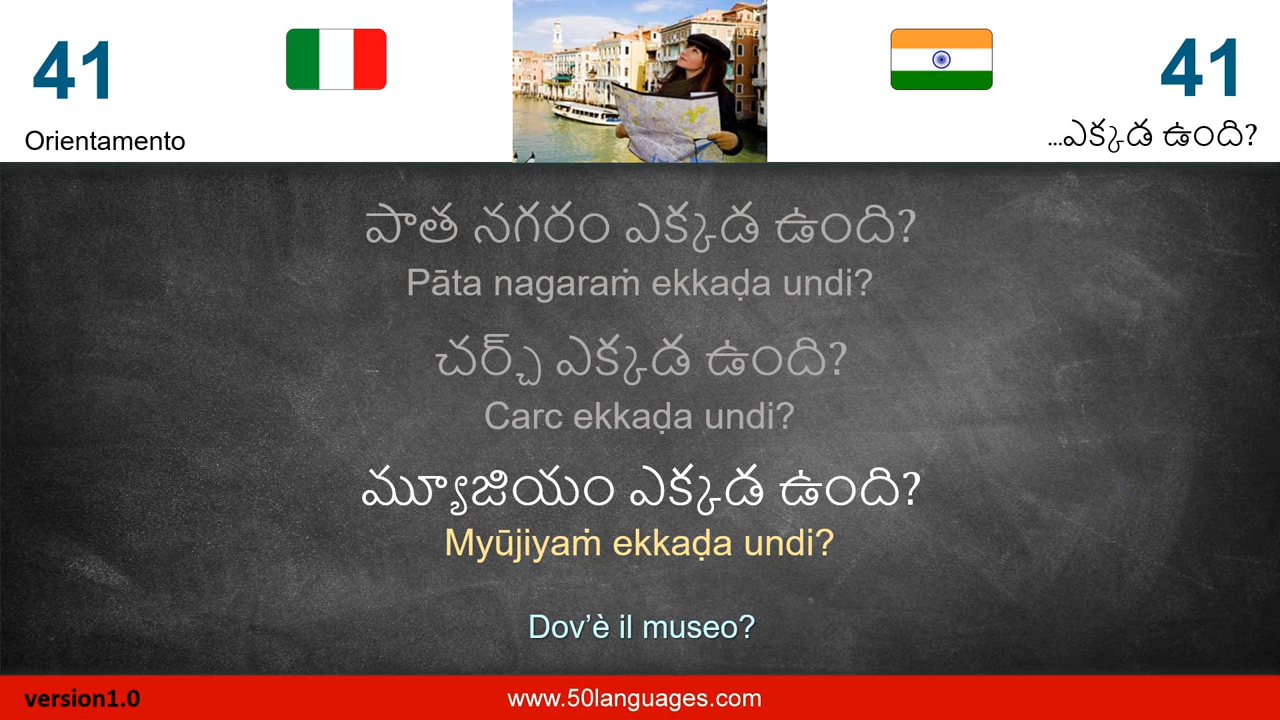 41
41
Orientamento
...ఎక్కడ ఉంది?
పాత నగరం ఎక్కడ ఉంది?
Pāta nagaraṁ ekkaḍa undi?
చర్చ్ ఎక్కడ ఉంది?
Carc ekkaḍa undi?
మ్యూజియం ఎక్కడ ఉంది?
Myūjiyaṁ ekkaḍa undi?
Dov’è il museo?
version1.0
www.50languages.com